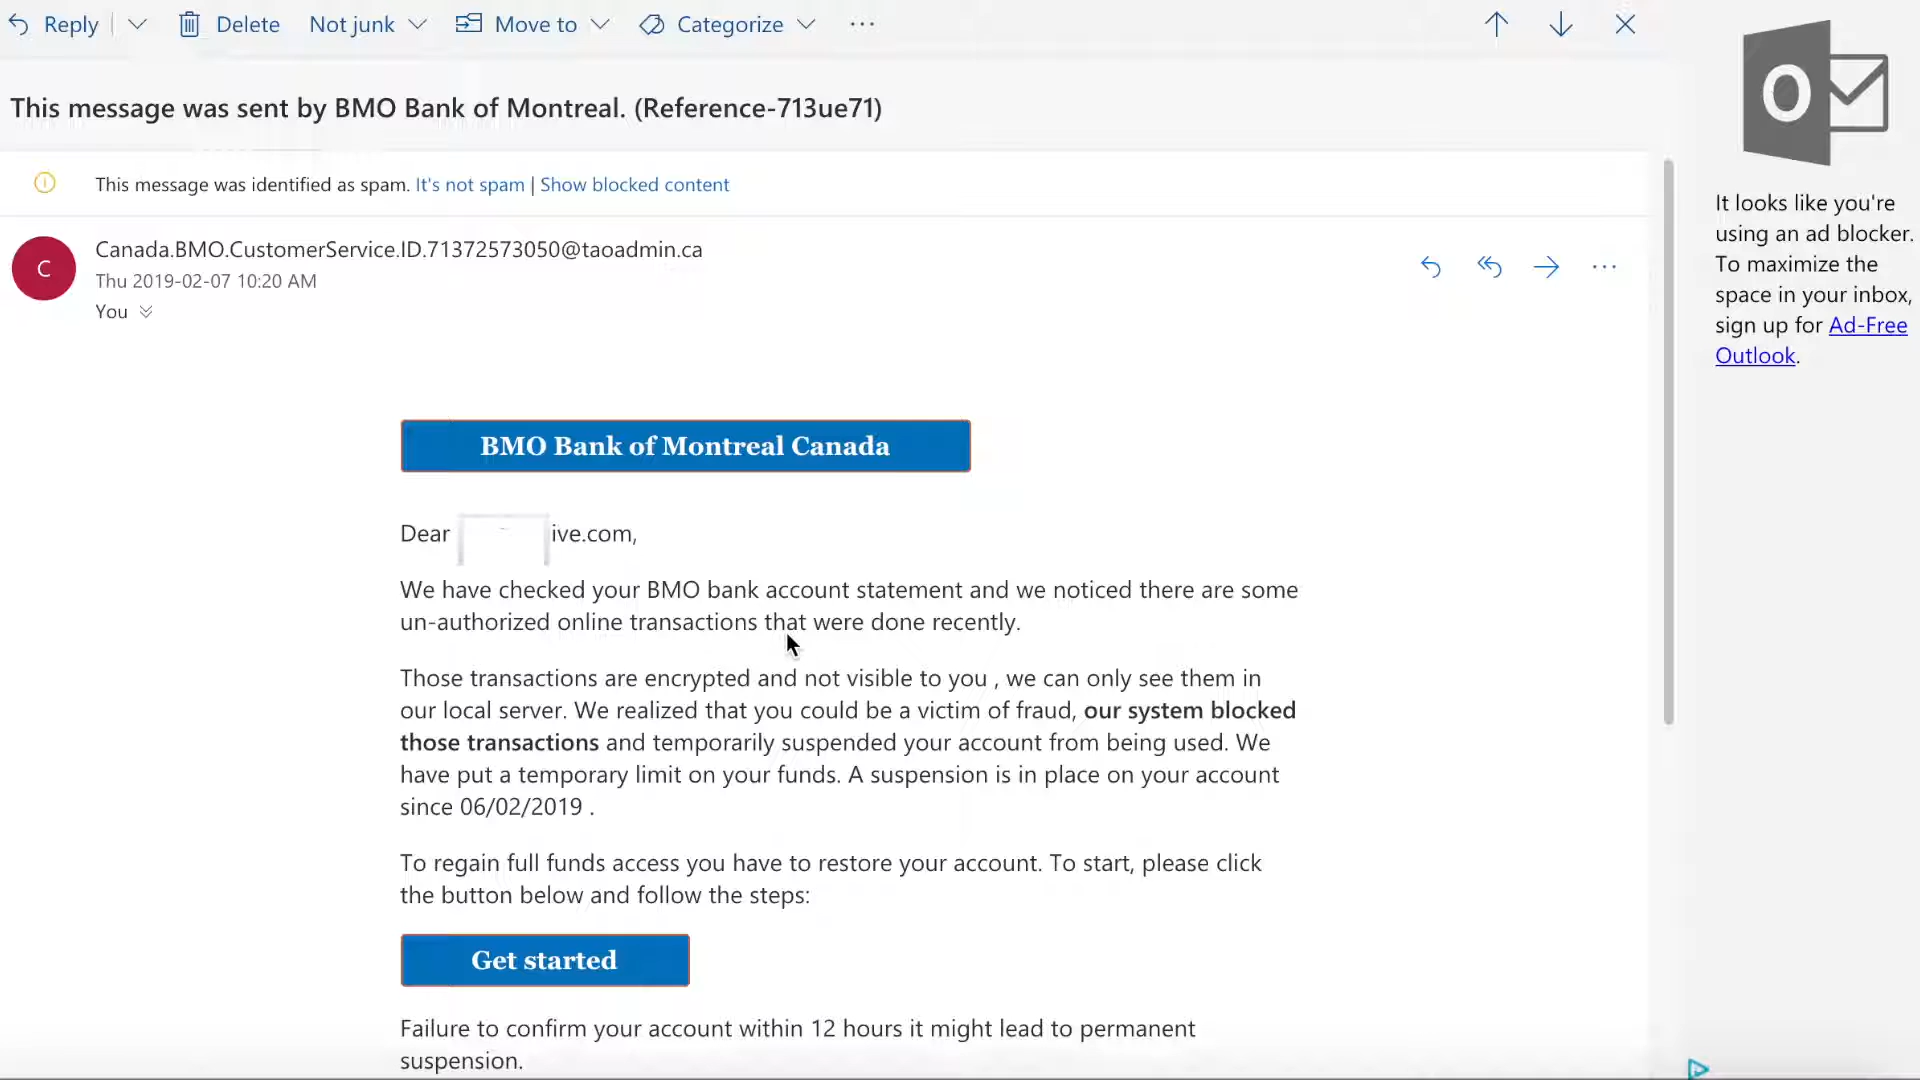 Reply Delete Not junk Move to Categorize
This message was sent by BMO Bank of Montreal. (Reference-713ue71)
This message was identified as spam. It's not spam | Show blocked content
C
Canada.BMO.CustomerService.ID.71372573050@taoadmin.ca
Thu 2019-02-07 10:20 AM
You
BMO Bank of Montreal Canada
Dear ive.com,
We have checked your BMO bank account statement and we noticed there are some
un-authorized online transactions that were done recently.
Those transactions are encrypted and not visible to you , we can only see them in
our local server. We realized that you could be a victim of fraud, our system blocked
those transactions and temporarily suspended your account from being used. We
have put a temporary limit on your funds. A suspension is in place on your account
since 06/02/2019 .
To regain full funds access you have to restore your account. To start, please click
the button below and follow the steps:
Get started
Failure to confirm your account within 12 hours it might lead to permanent
suspension.
O
It looks like you're
using an ad blocker.
To maximize the
space in your inbox,
sign up for Ad-Free
Outlook.